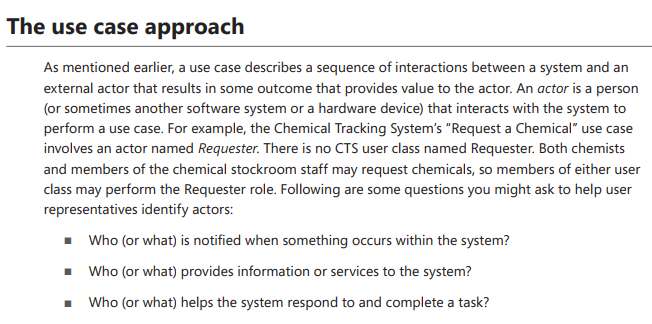 The use case approach
As mentioned earlier, a use case describes a sequence of interactions between a system and an
external actor that results in some outcome that provides value to the actor. An actor is a person
(or sometimes another software system or a hardware device) that interacts with the system to
perform a use case. For example, the Chemical Tracking System's “Request a Chemical” use case
involves an actor named Requester. There is no CTS user class named Requester. Both chemists
and members of the chemical stockroom staff may request chemicals, so members of either user
class may perform the Requester role. Following are some questions you might ask to help user
representatives identify actors:
■ Who (or what) is notified when something occurs within the system?
■ Who (or what) provides information or services to the system?
■ Who (or what) helps the system respond to and complete a task?